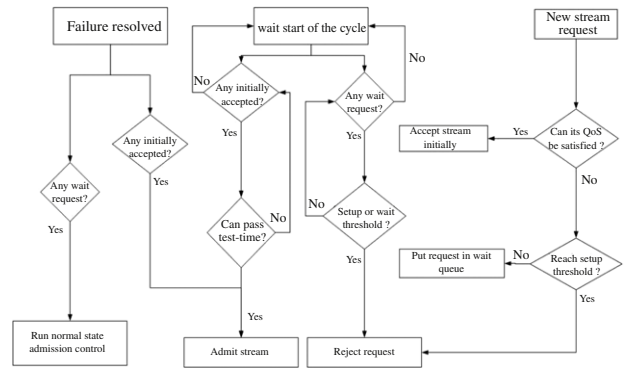 Failure resolved
wait start of the cycle
New stream
request
No
No
Any initially
accepted?
Any wait
request?
Any initially
accepted?
Yes
Yes
Accept stream
initially
Yes
Can its QoS
be satisfied ?
Yes
No
Any wait
request?
Yes
No
Can pass
test-time?
No
Setup or wait
threshold ?
Yes
Put request in wait
queue
No
Reach setup
threshold ?
Yes
Yes
Run normal state
admission control
Admit stream
Reject request